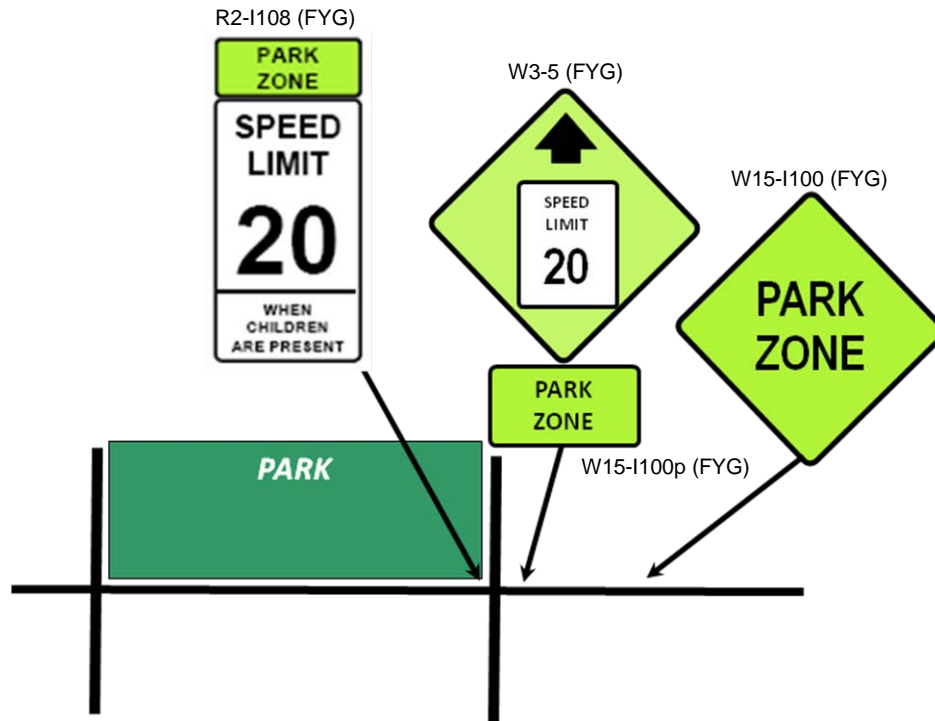 R2-I108 (FYG)
PARK
ZONE
SPEED
LIMIT
20
WHEN
CHILDREN
ARE PRESENT
W3-5 (FYG)
SPEED
LIMIT
20
PARK
ZONE
W15-I100p (FYG)
W15-I100 (FYG)
PARK
ZONE
PARK